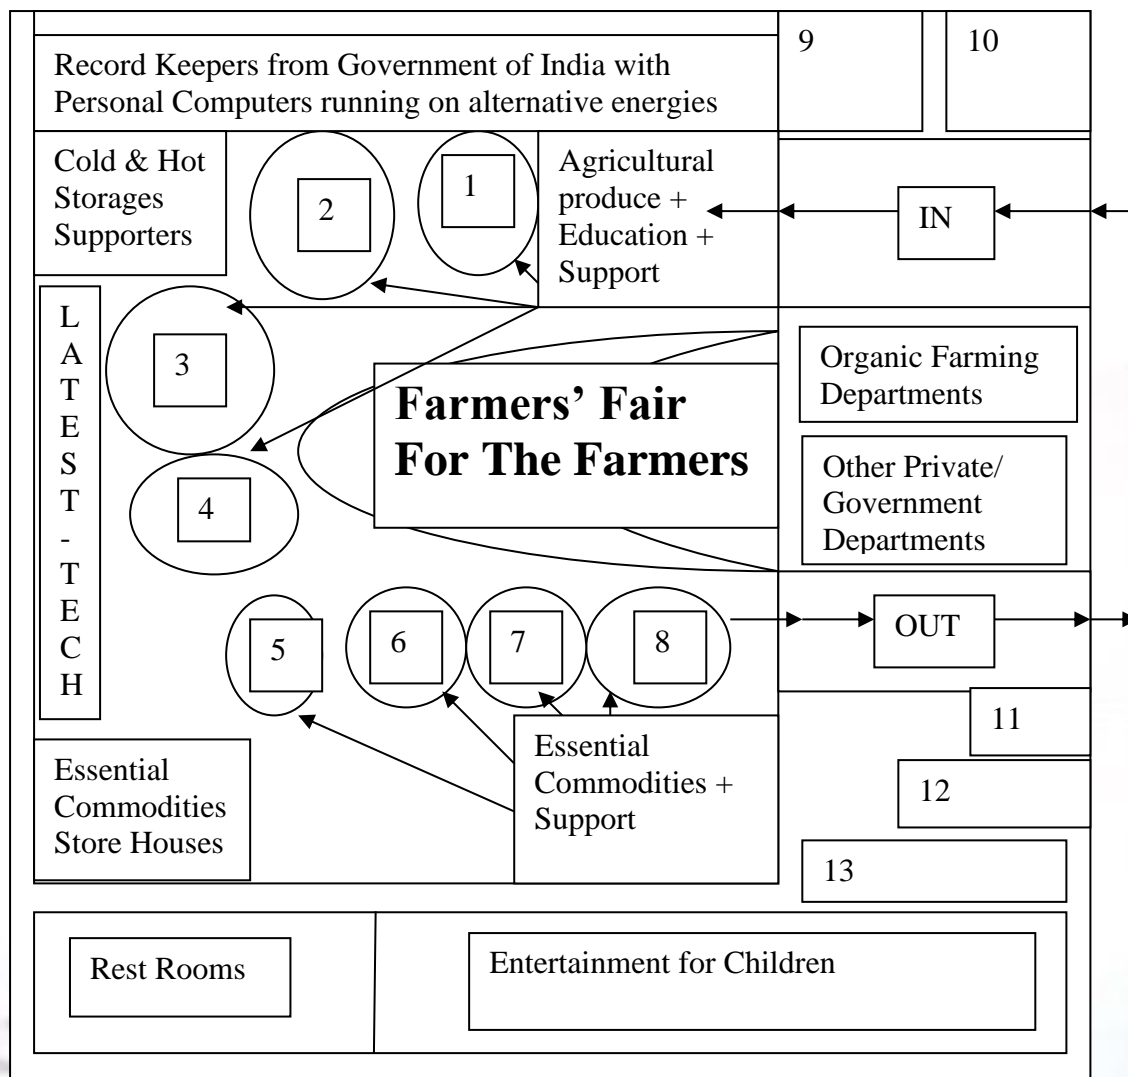 Record Keepers from Government of India with
Personal Computers running on alternative energies
9
10
Cold & Hot
Storages
Supporters
2
1
Agricultural
produce +
Education +
Support
IN
L
A
T
E
S
T
-
T
E
C
H
3
4
Farmers’ Fair
For The Farmers
Organic Farming
Departments
Other Private/
Government
Departments
5
6
7
8
OUT
Essential
Commodities
Store Houses
Essential
Commodities +
Support
11
12
13
Rest Rooms
Entertainment for Children